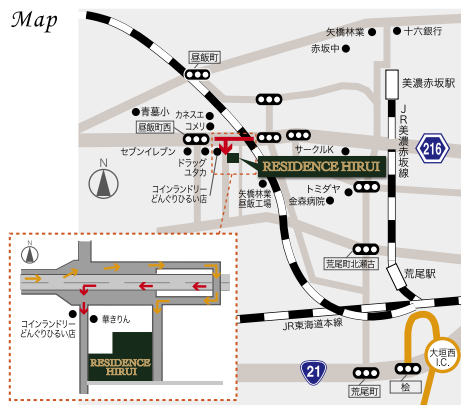 Map
矢橋林業
十六銀行
赤坂中
昼飯町
美濃赤坂駅
青墓小
カネスエ
コメリ
昼飯町西
JR美濃赤坂線
216
セブンイレブン
サークルK
N
ドラッグ
ユタカ
RESIDENCE HIRUI
コインランドリー
どんぐりひるい店
矢橋林業
昼飯工場
トミダヤ
金森病院
N
荒尾町北瀬古
荒尾駅
コインランドリー
どんぐりひるい店
華きりん
JR東海道本線
RESIDENCE
HIRUI
大垣西
I.C.
21
荒尾町
桧